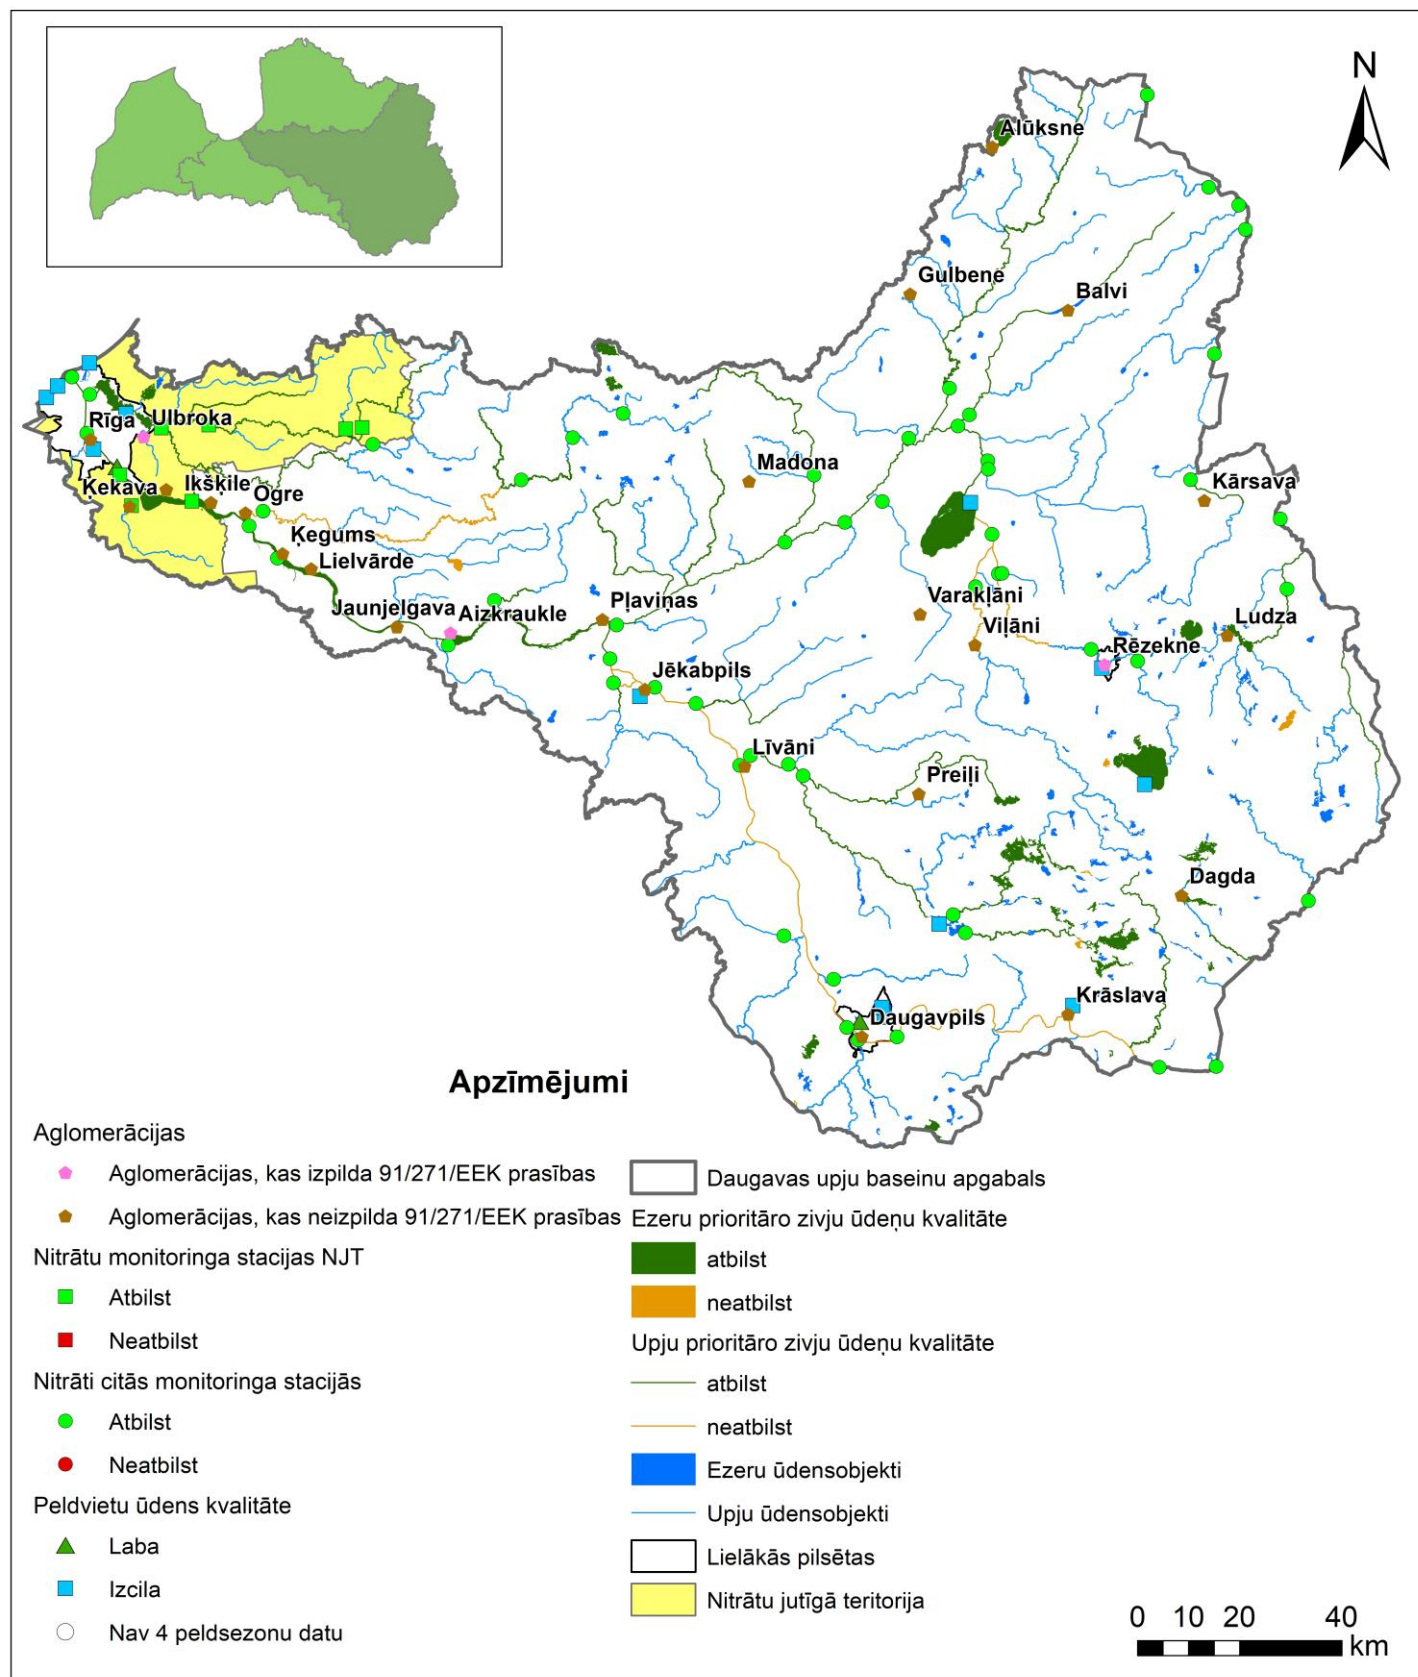 N
Alūksne
Gulbene
Balvi
Rīga
Ulbroka
Madona
Kārsava
Ķekava
Ikšķile
Ogre
Ķegums
Lielvārde
Jaunjelgava
Aizkraukle
Pļaviņas
Varakļāni
Viļāni
Ludza
Rēzekne
Jēkabpils
Līvāni
Preiļi
Dagda
Krāslava
Daugavpils
Apzīmējumi
Aglomerācijas
Aglomerācijas, kas izpilda 91/271/EEK prasības
Aglomerācijas, kas neizpilda 91/271/EEK prasības
Nitrātu monitoringa stacijas NJT
Atbilst
Neatbilst
Nitrāti citās monitoringa stacijās
Atbilst
Neatbilst
Peldvietu ūdens kvalitāte
Laba
Izcila
Nav 4 peldsezonu datu
Daugavas upju baseinu apgabals
Ezeru prioritāro zivju ūdeņu kvalitāte
atbilst
neatbilst
Upju prioritāro zivju ūdeņu kvalitāte
atbilst
neatbilst
Ezeru ūdensobjekti
Upju ūdensobjekti
Lielākās pilsētas
Nitrātu jutīgā teritorija
0 10 20 40
km